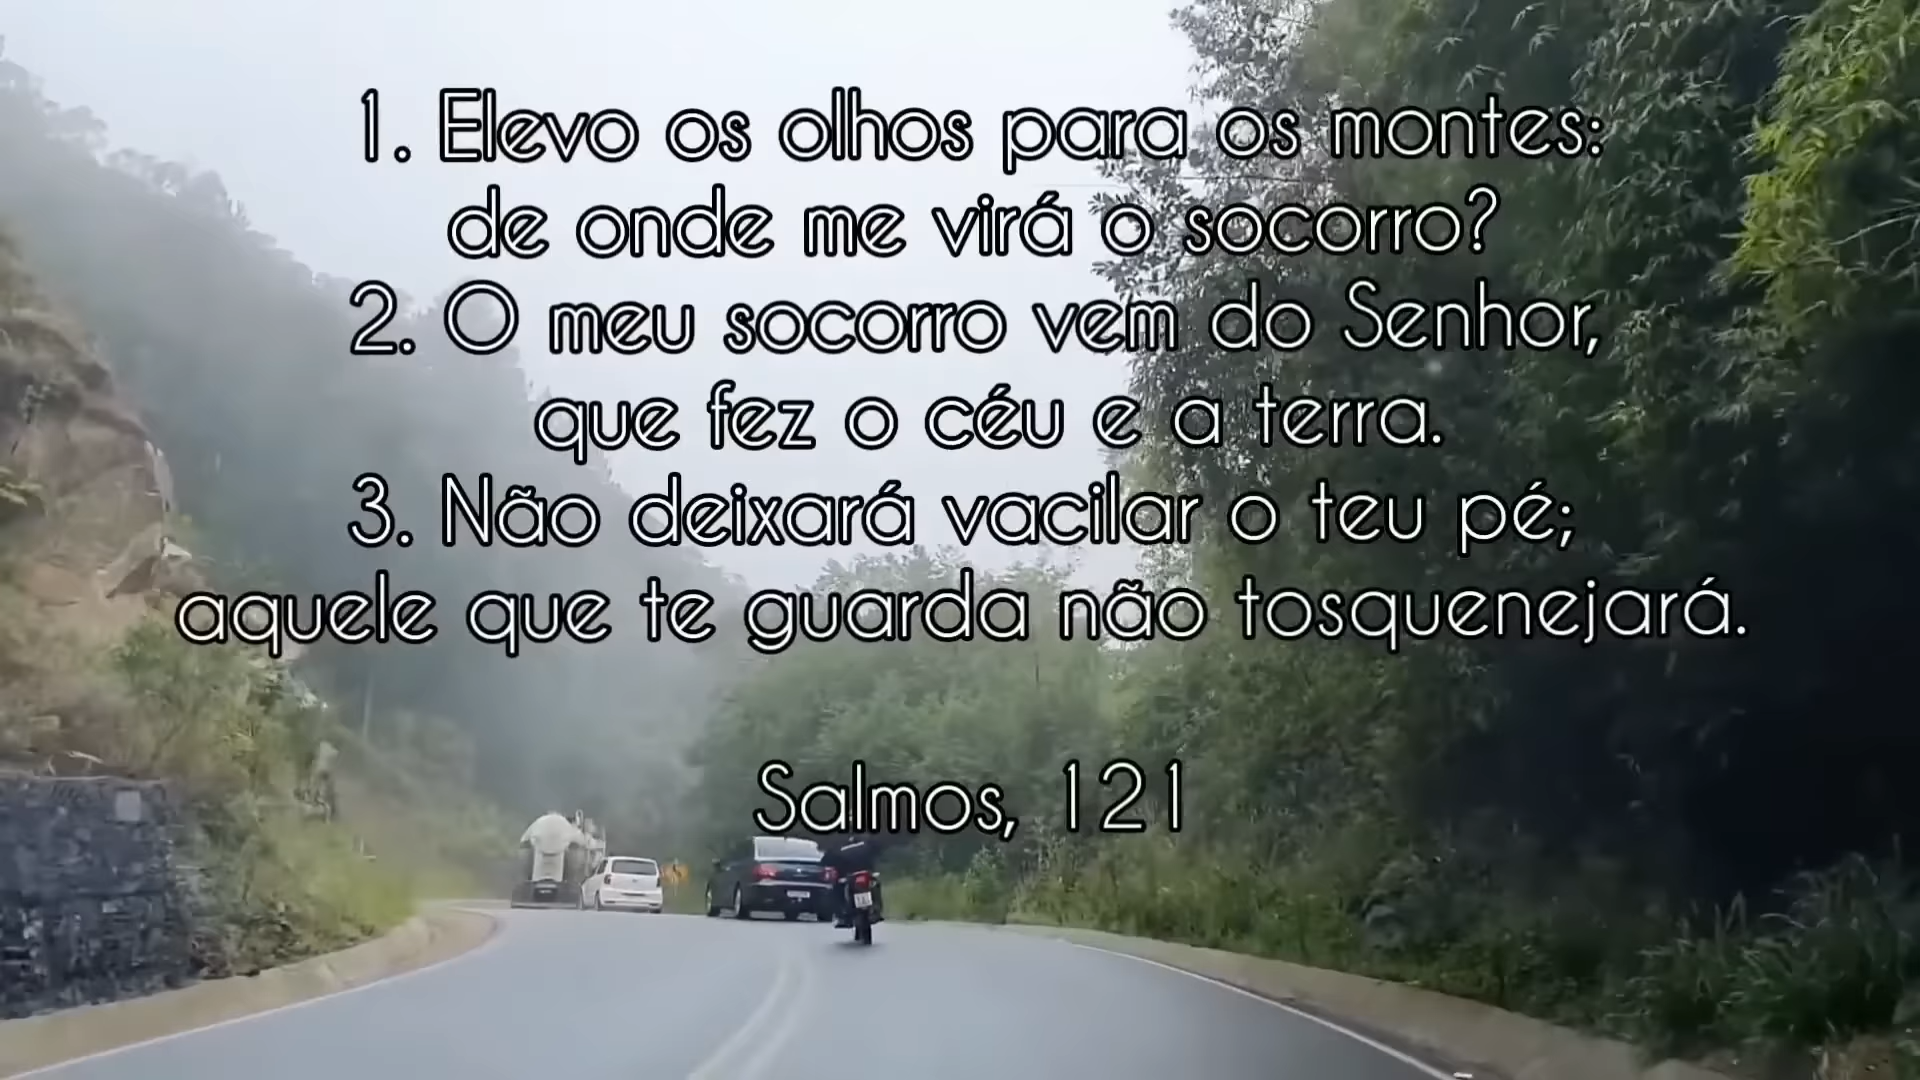 1. Elevo os olhos para os montes:
de onde me virá o socorro?
2. O meu socorro vem do Senhor,
que fez o céu e a terra.
3. Não deixará vacilar o teu pé;
aquele que te guarda não tosquenejará.
Salmos, 121